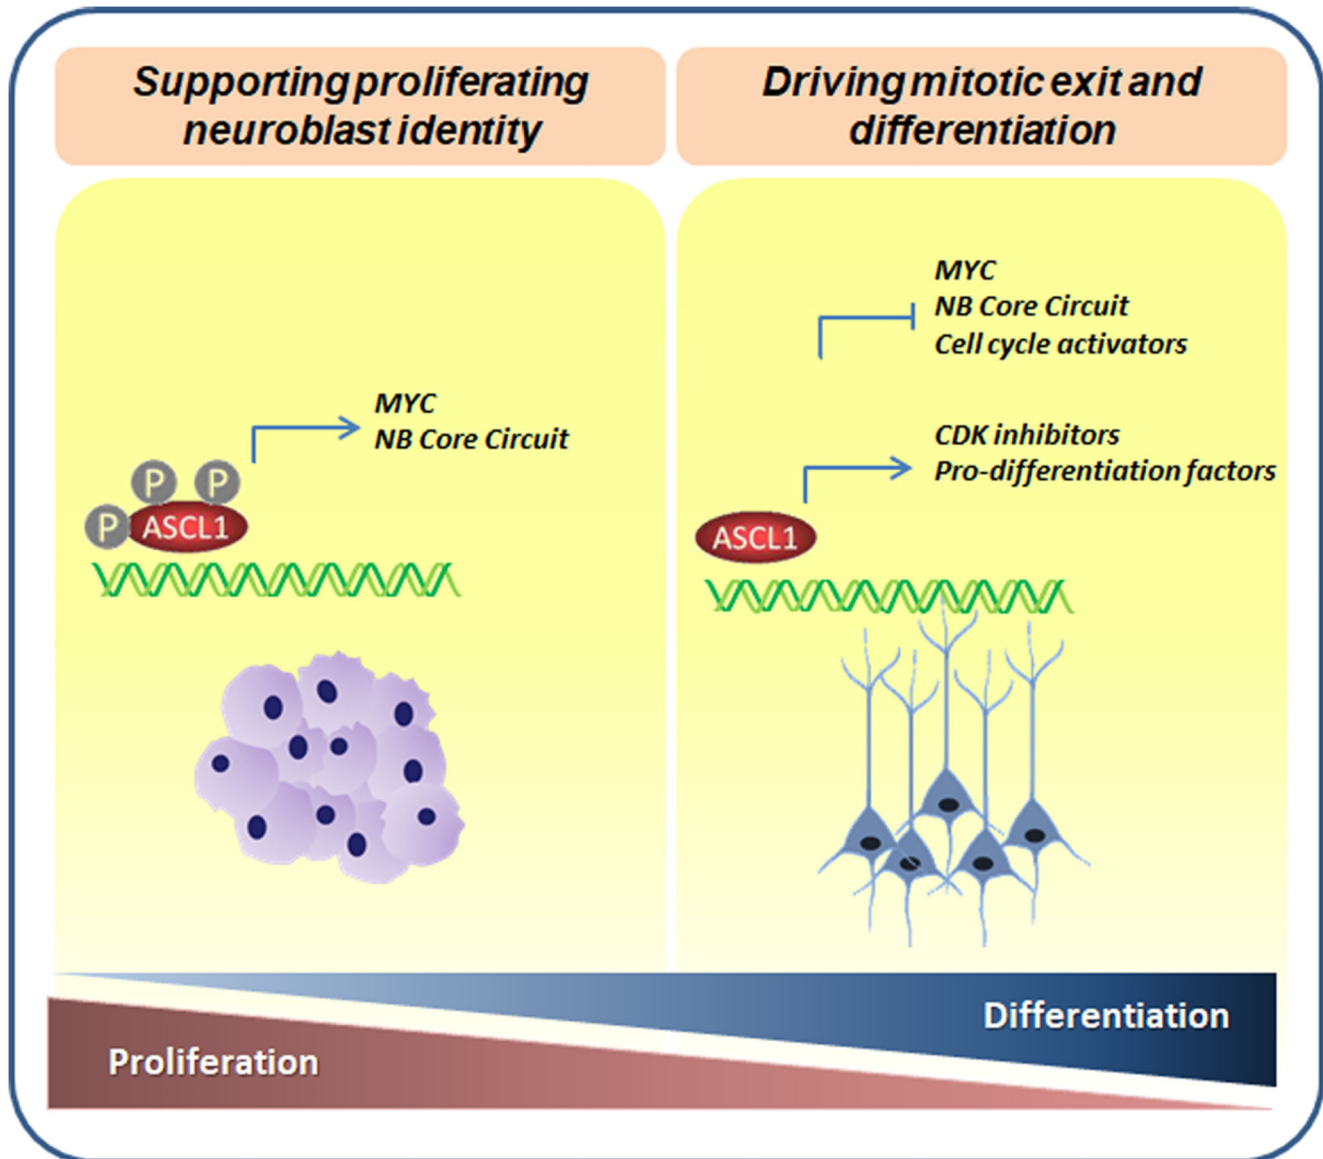 Supporting proliferating
neuroblast identity
Driving mitotic exit and
differentiation
MYC
NB Core Circuit
P
P
P
ASCL1
MYC
NB Core Circuit
Cell cycle activators
CDK inhibitors
Pro-differentiation factors
ASCL1
Differentiation
Proliferation